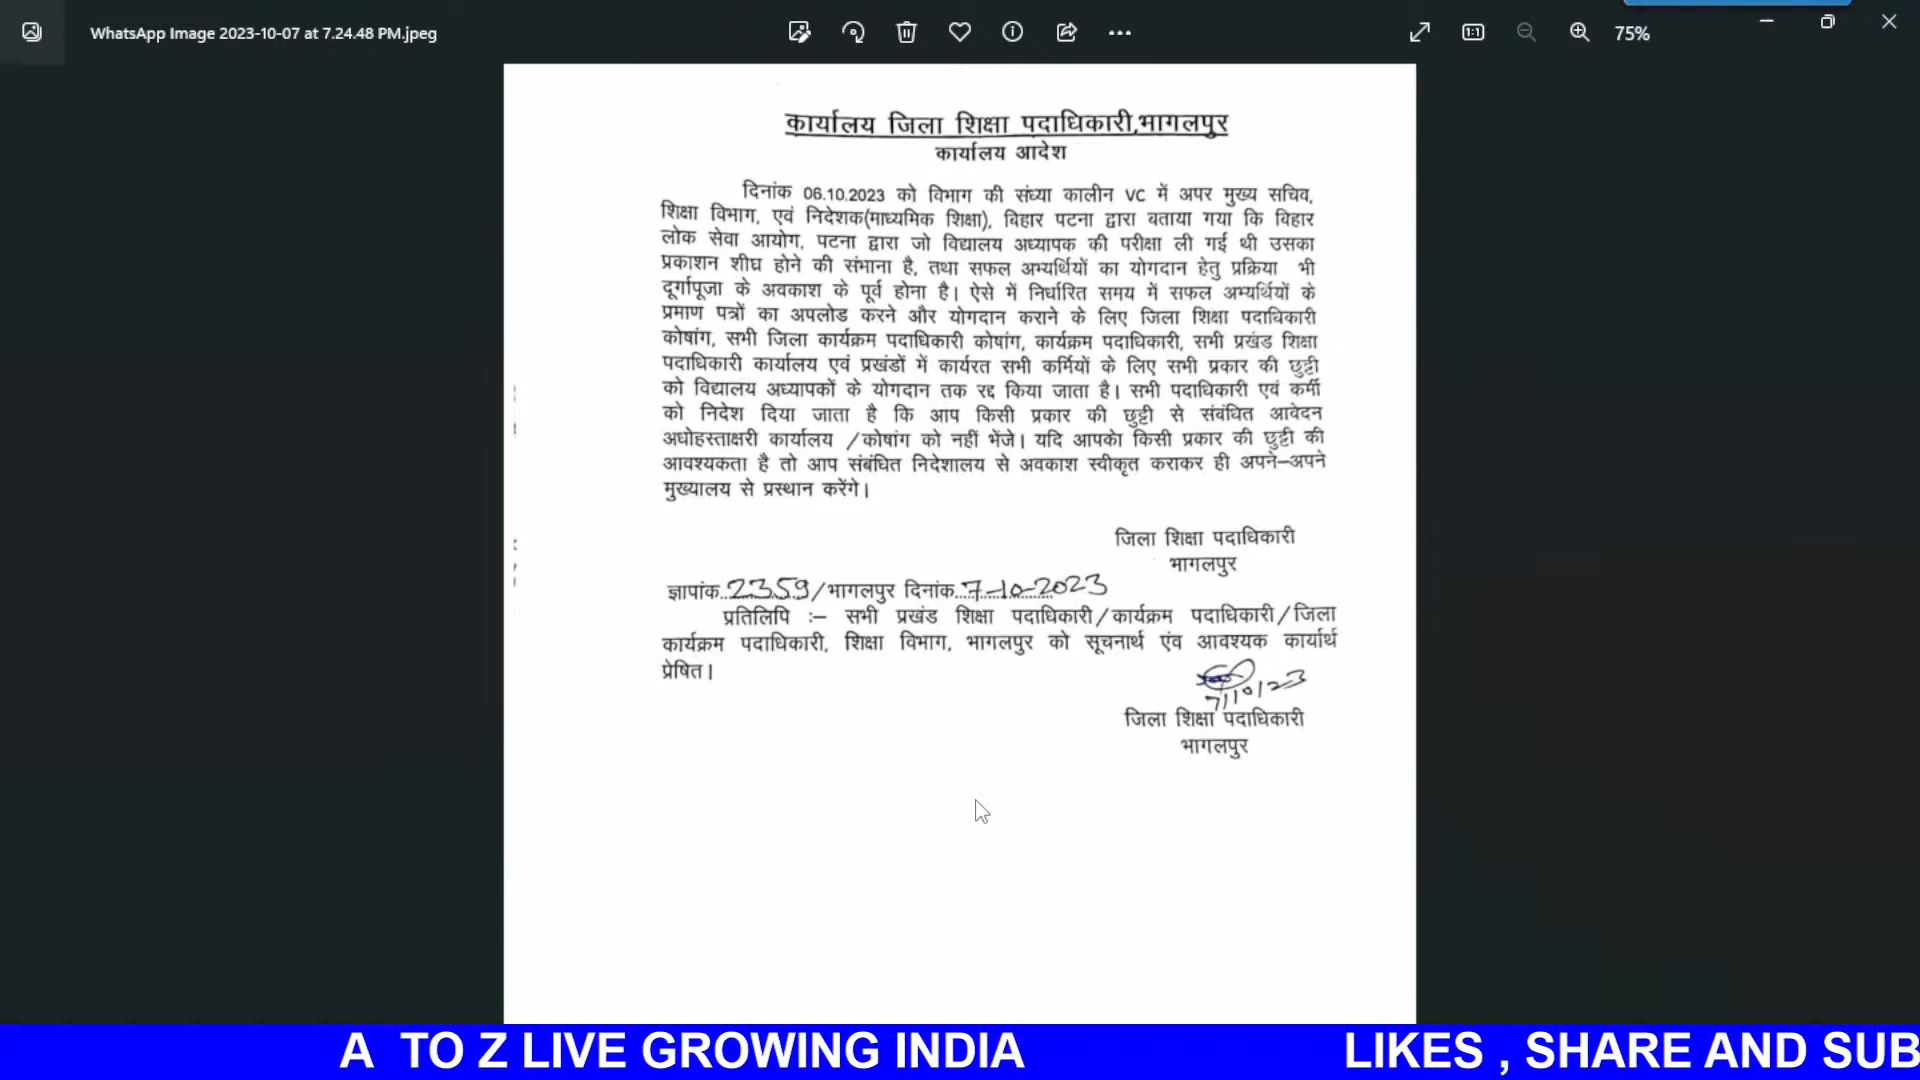 WhatsApp Image 2023-10-07 at 7.24.48 PM.jpeg
75%
कार्यालय जिला शिक्षा पदाधिकारी,भागलपुर
कार्यालय आदेश
दिनांक 06.10.2023 को विभाग की संध्या कालीन VC में अपर मुख्य सचिव,
शिक्षा विभाग, एवं निदेशक(माध्यमिक शिक्षा), बिहार पटना द्वारा बताया गया कि बिहार
लोक सेवा आयोग, पटना द्वारा जो विद्यालय अध्यापक की परीक्षा ली गई थी उसका
प्रकाशन शीघ्र होने की संभाना है, तथा सफल अभ्यर्थियों का योगदान हेतु प्रक्रिया भी
दूर्गापूजा के अवकाश के पूर्व होना है। ऐसे में निर्धारित समय में सफल अभ्यर्थियों के
प्रमाण पत्रों का अपलोड करने और योगदान कराने के लिए जिला शिक्षा पदाधिकारी
कोषांग, सभी जिला कार्यक्रम पदाधिकारी कोषांग, कार्यक्रम पदाधिकारी, सभी प्रखंड शिक्षा
पदाधिकारी कार्यालय एवं प्रखंडों में कार्यरत सभी कर्मियों के लिए सभी प्रकार की छुट्टी
को विद्यालय अध्यापकों के योगदान तक रद्द किया जाता है। सभी पदाधिकारी एवं कर्मी
को निदेश दिया जाता है कि आप किसी प्रकार की छुट्टी से संबंधित आवेदन
अधोहस्ताक्षरी कार्यालय /कोषांग को नहीं भेंजे। यदि आपकेा किसी प्रकार की छुट्टी की
आवश्यकता है तो आप संबंधित निदेशालय से अवकाश स्वीकृत कराकर ही अपने–अपने
मुख्यालय से प्रस्थान करेंगे।
जिला शिक्षा पदाधिकारी
भागलपुर
ज्ञापांक..2359/भागलपुर दिनांक..7-10-2023
प्रतिलिपि :– सभी प्रखंड शिक्षा पदाधिकारी/कार्यक्रम पदाधिकारी/जिला
कार्यक्रम पदाधिकारी, शिक्षा विभाग, भागलपुर को सूचनार्थ एंव आवश्यक कार्यार्थ
प्रेषित।
7/10/23
जिला शिक्षा पदाधिकारी
भागलपुर
A TO Z LIVE GROWING INDIA LIKES , SHARE AND SUB